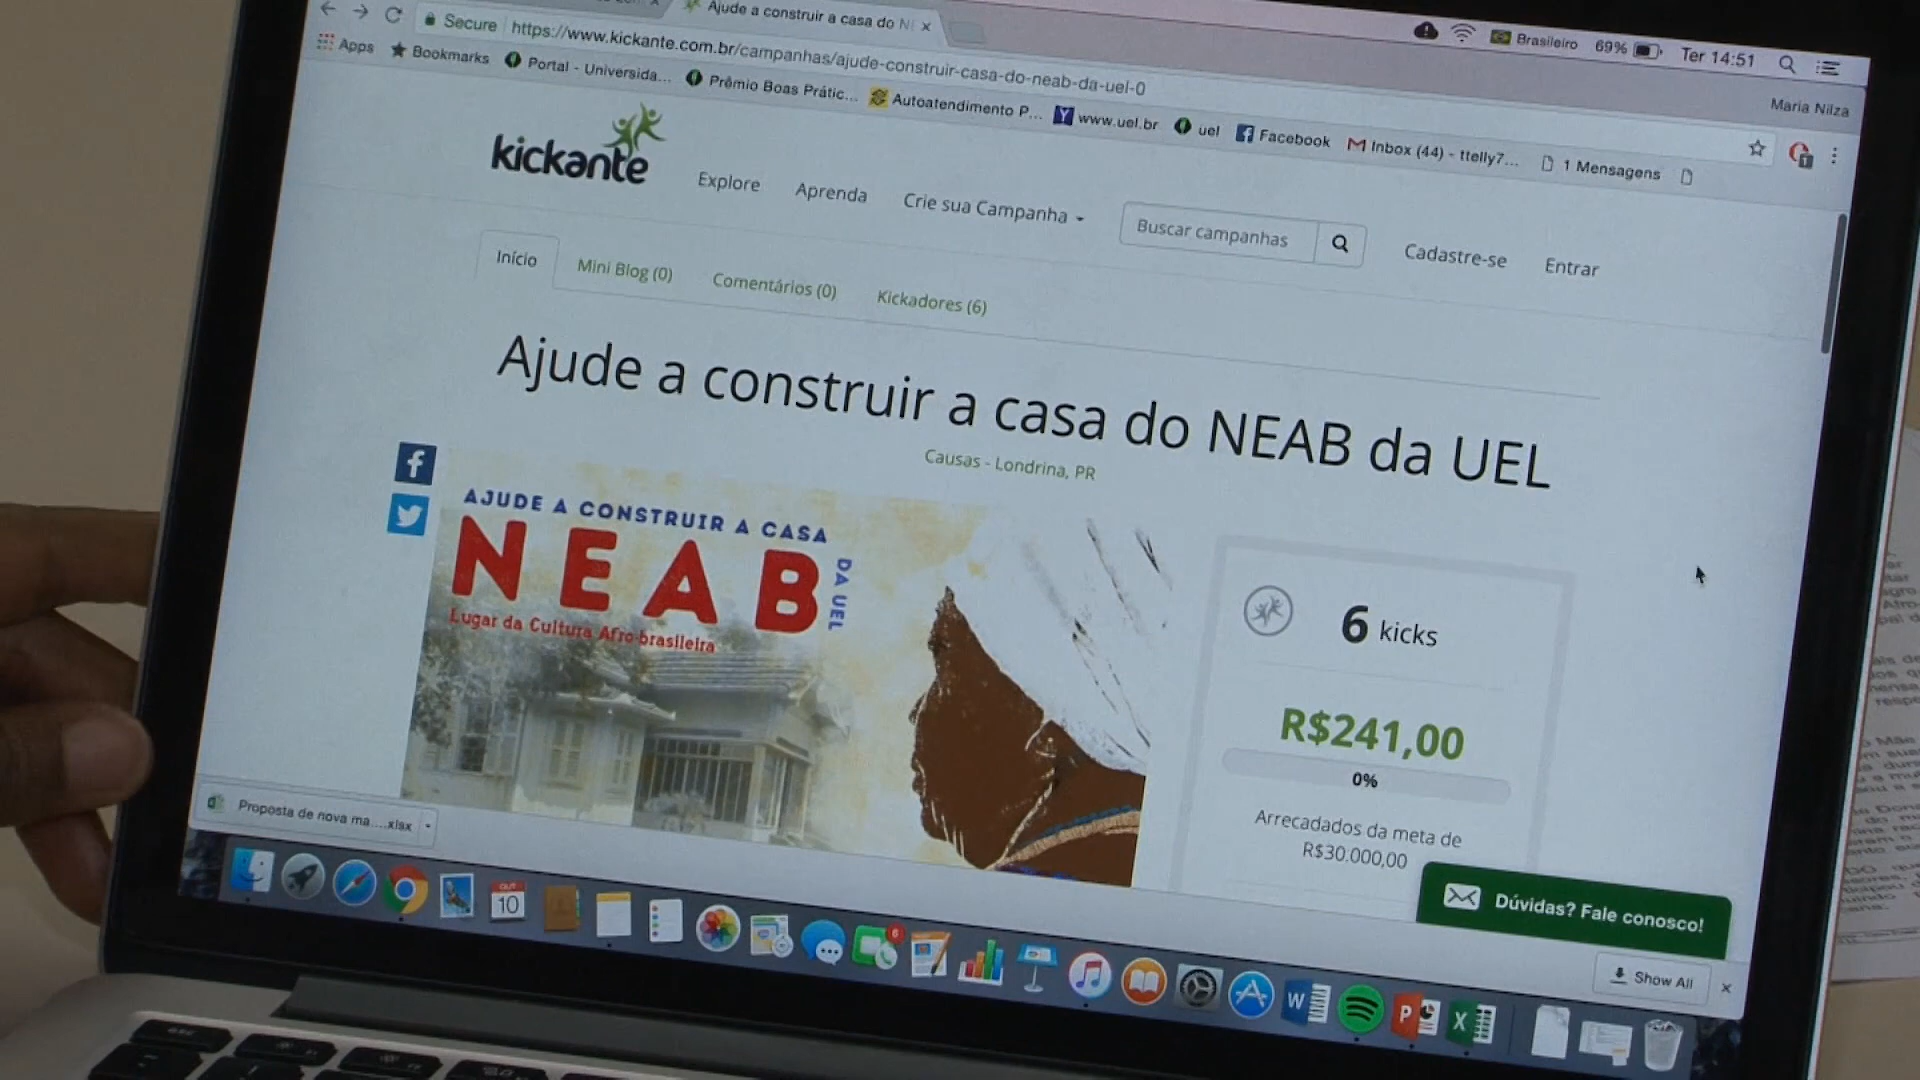 Ajude a construir a casa do NE
Secure https://www.kickante.com.br/campanhas/ajude-construir-casa-do-neab-da-uel-0
Brasileiro 69% Ter 14:51
Maria Nilza
Apps Bookmarks Portal - Universida... Prêmio Boas Prátic... Autoatendimento P... www.uel.br uel Facebook Inbox (44) - ttelly7... 1 Mensagens
kickante
Explore Aprenda Crie sua Campanha Buscar campanhas Cadastre-se Entrar
Início Mini Blog (0) Comentários (0) Kickadores (6)
Ajude a construir a casa do NEAB da UEL
Causas - Londrina, PR
AJUDE A CONSTRUIR A CASA
NEAB
DA UEL
Lugar da Cultura Afro-brasileira
6 kicks
R$241,00
0%
Arrecadados da meta de
R$30.000,00
Dúvidas? Fale conosco!
Proposta de nova ma....xlsx
Show All
OUT
10
6
esc